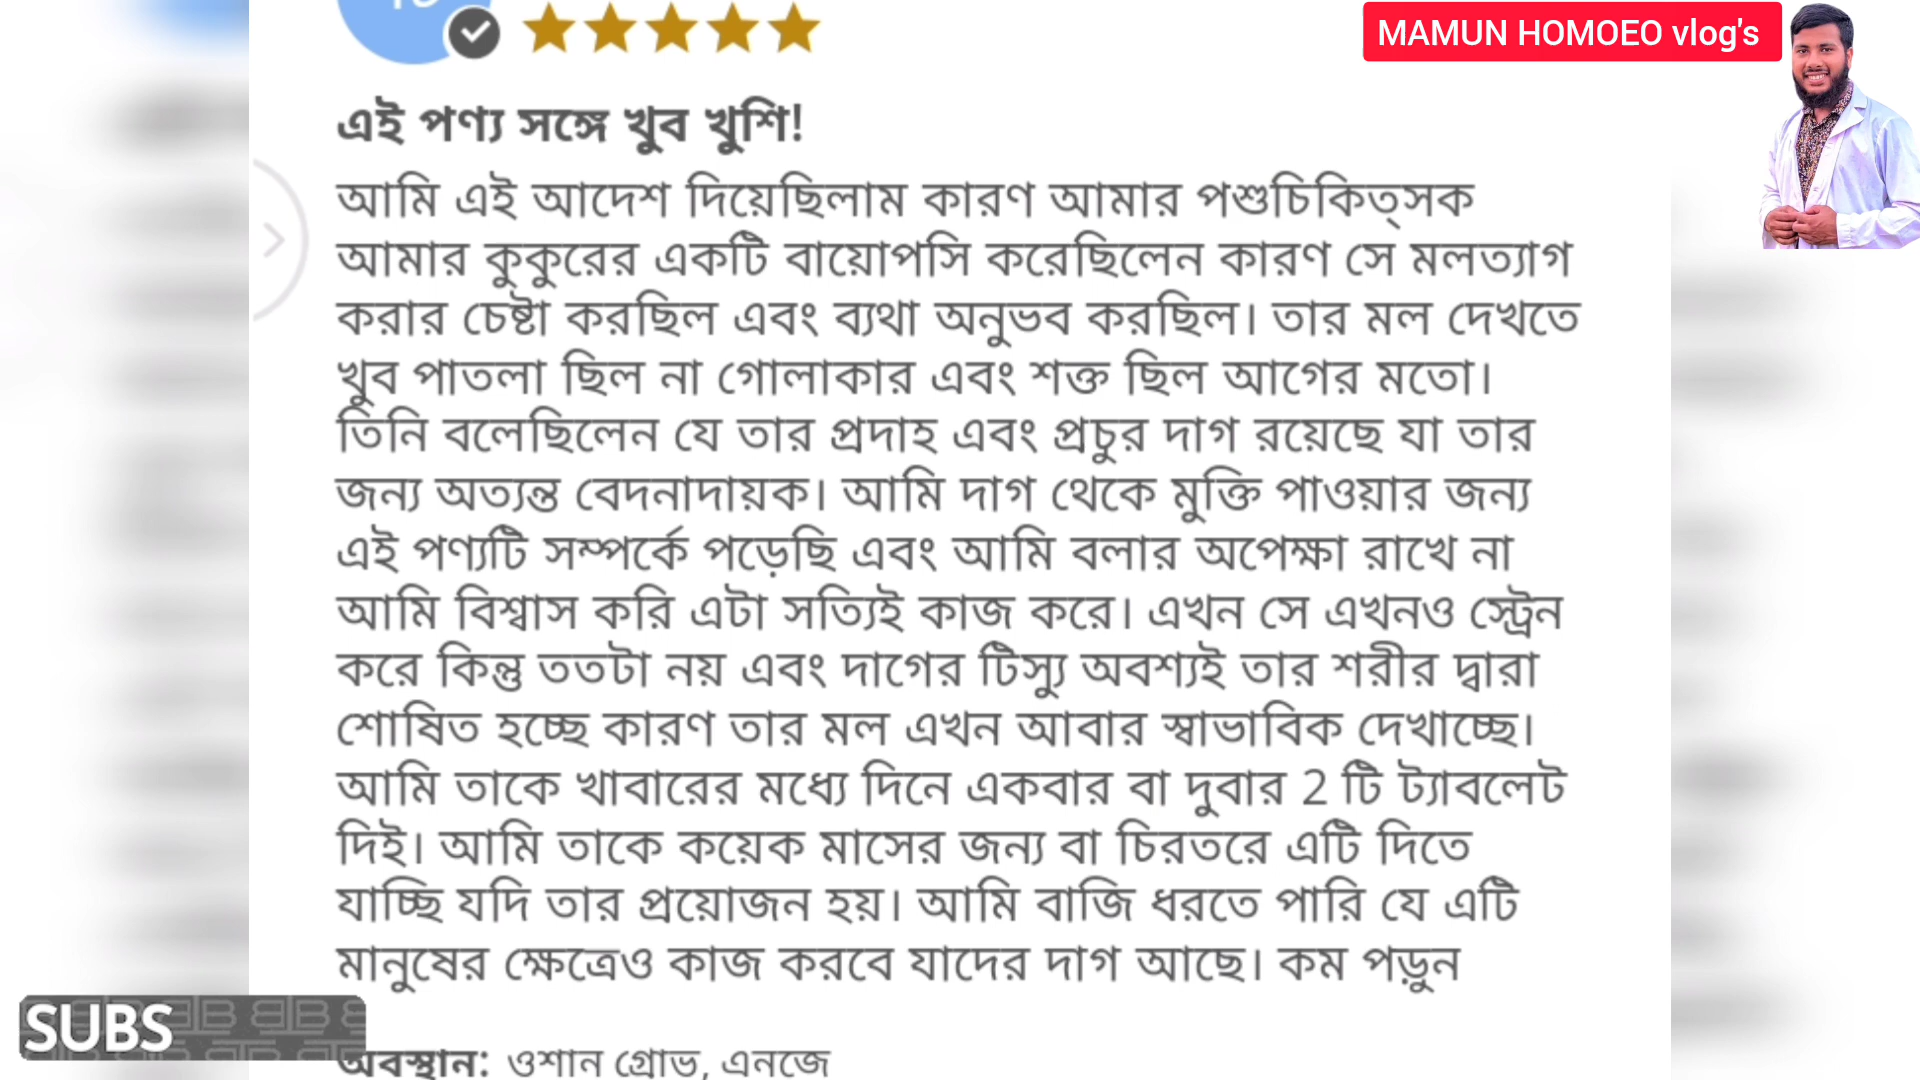 MAMUN HOMOEO vlog's
এই পণ্য সঙ্গে খুব খুশি!
আমি এই আদেশ দিয়েছিলাম কারণ আমার পশুচিকিত্সক
আমার কুকুরের একটি বায়োপসি করেছিলেন কারণ সে মলত্যাগ
করার চেষ্টা করছিল এবং ব্যথা অনুভব করছিল। তার মল দেখতে
খুব পাতলা ছিল না গোলাকার এবং শক্ত ছিল আগের মতো।
তিনি বলেছিলেন যে তার প্রদাহ এবং প্রচুর দাগ রয়েছে যা তার
জন্য অত্যন্ত বেদনাদায়ক। আমি দাগ থেকে মুক্তি পাওয়ার জন্য
এই পণ্যটি সম্পর্কে পড়েছি এবং আমি বলার অপেক্ষা রাখে না
আমি বিশ্বাস করি এটা সত্যিই কাজ করে। এখন সে এখনও স্ট্রেন
করে কিন্তু ততটা নয় এবং দাগের টিস্যু অবশ্যই তার শরীর দ্বারা
শোষিত হচ্ছে কারণ তার মল এখন আবার স্বাভাবিক দেখাচ্ছে।
আমি তাকে খাবারের মধ্যে দিনে একবার বা দুবার 2 টি ট্যাবলেট
দিই। আমি তাকে কয়েক মাসের জন্য বা চিরতরে এটি দিতে
যাচ্ছি যদি তার প্রয়োজন হয়। আমি বাজি ধরতে পারি যে এটি
মানুষের ক্ষেত্রেও কাজ করবে যাদের দাগ আছে। কম পড়ুন
SUBS
অবস্থান: ওশান গ্রোভ, এনজে